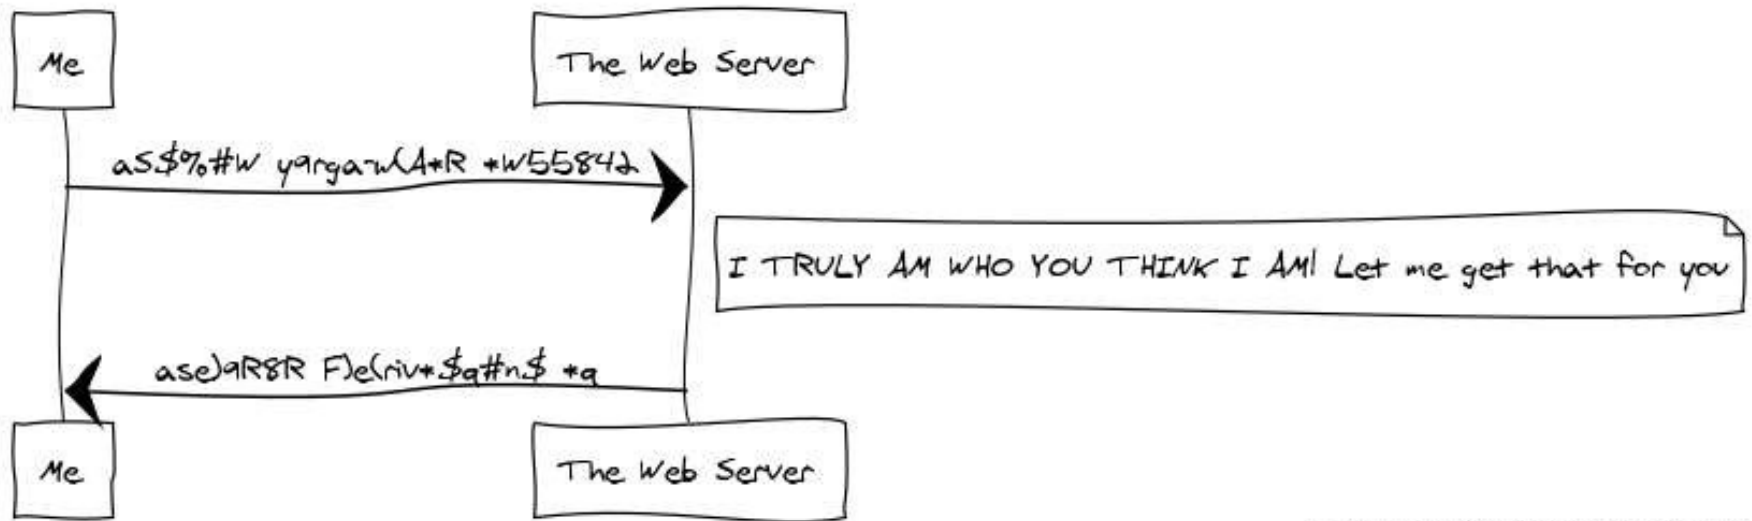 Me
The Web Server
aS$%#W yargaw(A*R *W55842
I TRULY AM WHO YOU THINK I AM! Let me get that for you
ase)aR8R F)e(riv*$q#n$ *q
Me
The Web Server